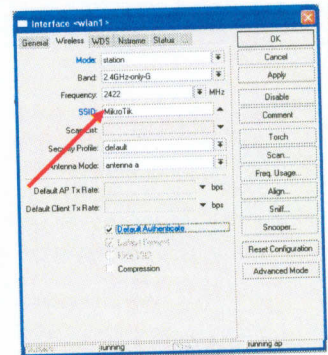 Interface <wlan1>
General Wireless WDS Nstreme Status ...
Mode: station
Band: 2.4GHz-only-G
Frequency: 2422 MHz
SSID: MikroTik
Scan List:
Security Profile: default
Antenna Mode: antenna a
Default AP Tx Rate: bps
Default Client Tx Rate: bps
Default Authenticate
Default Forward
Hide SSID
Compression
OK
Cancel
Apply
Disable
Comment
Torch
Scan...
Freq. Usage...
Align...
Sniff...
Snooper...
Reset Configuration
Advanced Mode
running
running ap